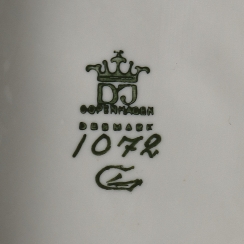 DJ
COPENHAGEN
DENMARK
1072